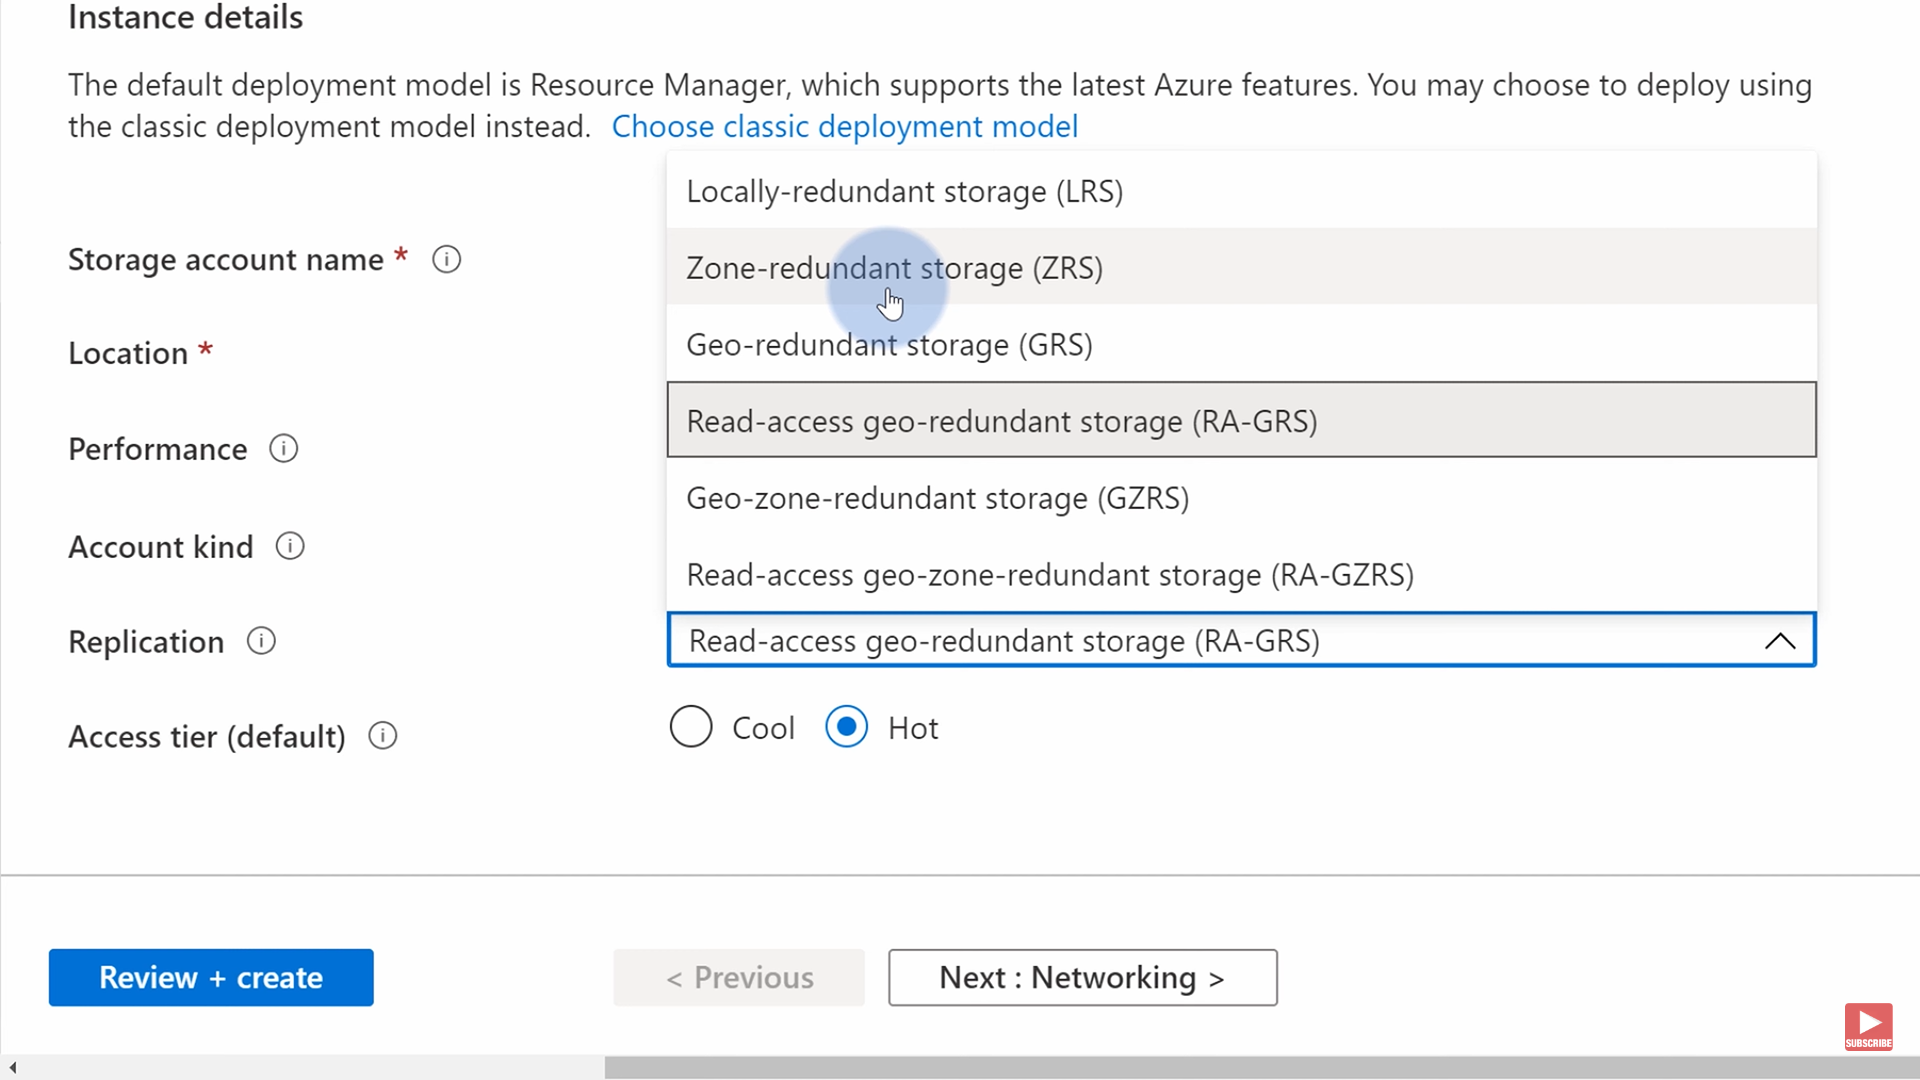 Instance details
The default deployment model is Resource Manager, which supports the latest Azure features. You may choose to deploy using
the classic deployment model instead. Choose classic deployment model
Locally-redundant storage (LRS)
Storage account name *
Zone-redundant storage (ZRS)
Geo-redundant storage (GRS)
Location *
Read-access geo-redundant storage (RA-GRS)
Performance
Geo-zone-redundant storage (GZRS)
Account kind
Read-access geo-zone-redundant storage (RA-GZRS)
Replication
Read-access geo-redundant storage (RA-GRS)
Access tier (default)
Cool
Hot
Review + create
< Previous
Next : Networking >
SUBSCRIBE